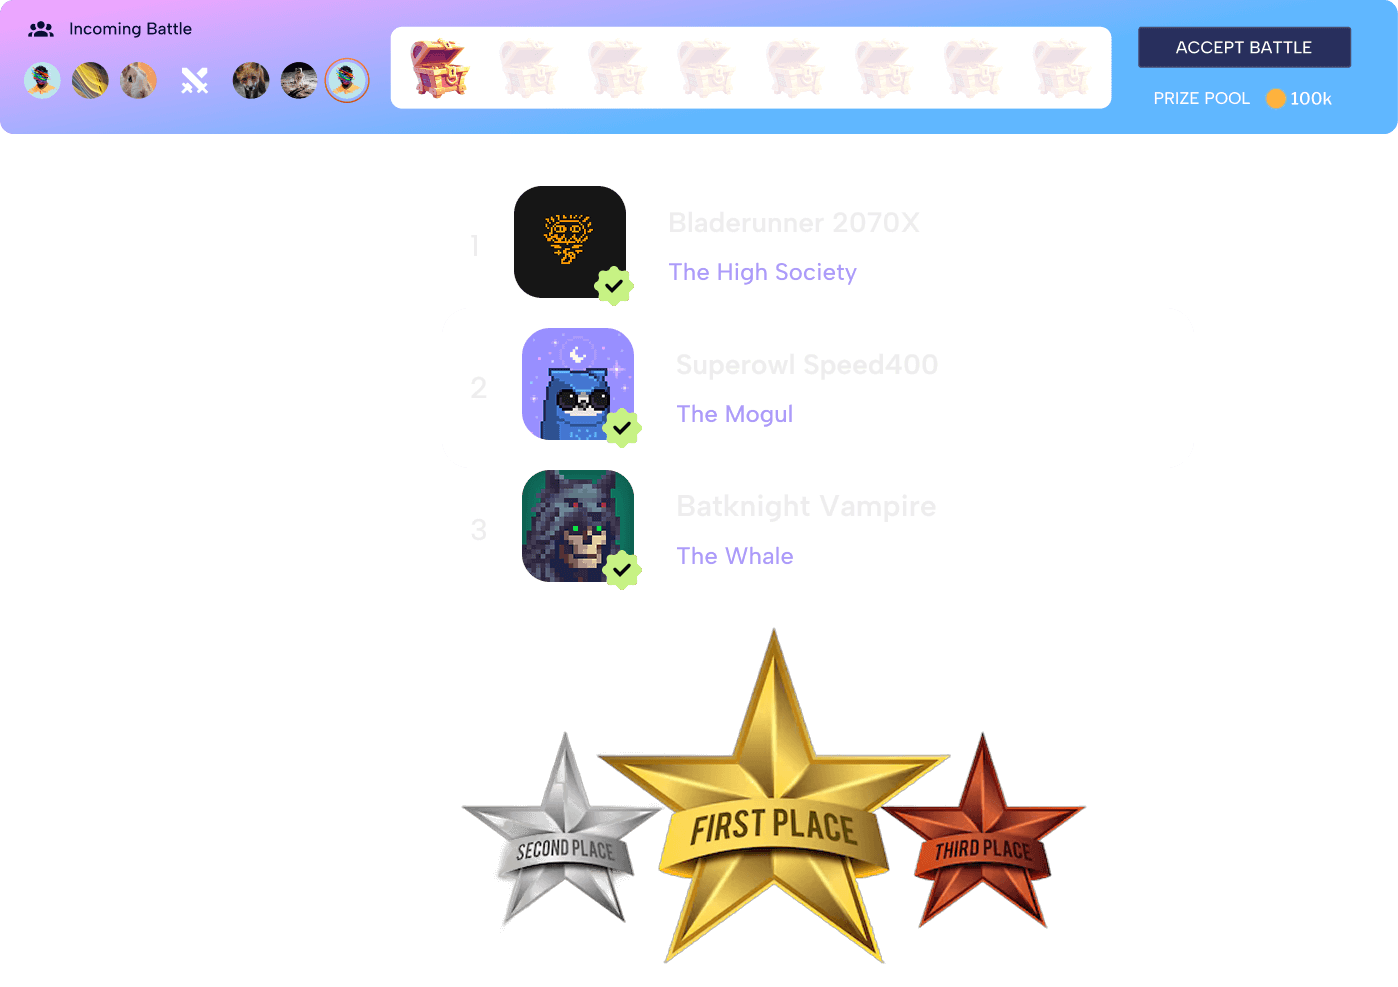 Incoming Battle
ACCEPT BATTLE
PRIZE POOL 100k
1
Bladerunner 2070X
The High Society
2
Superowl Speed400
The Mogul
3
Batknight Vampire
The Whale
FIRST PLACE
SECOND PLACE
THIRD PLACE